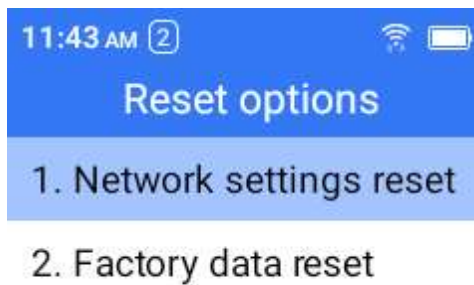 11:43 AM 2
Reset options
1. Network settings reset
2. Factory data reset